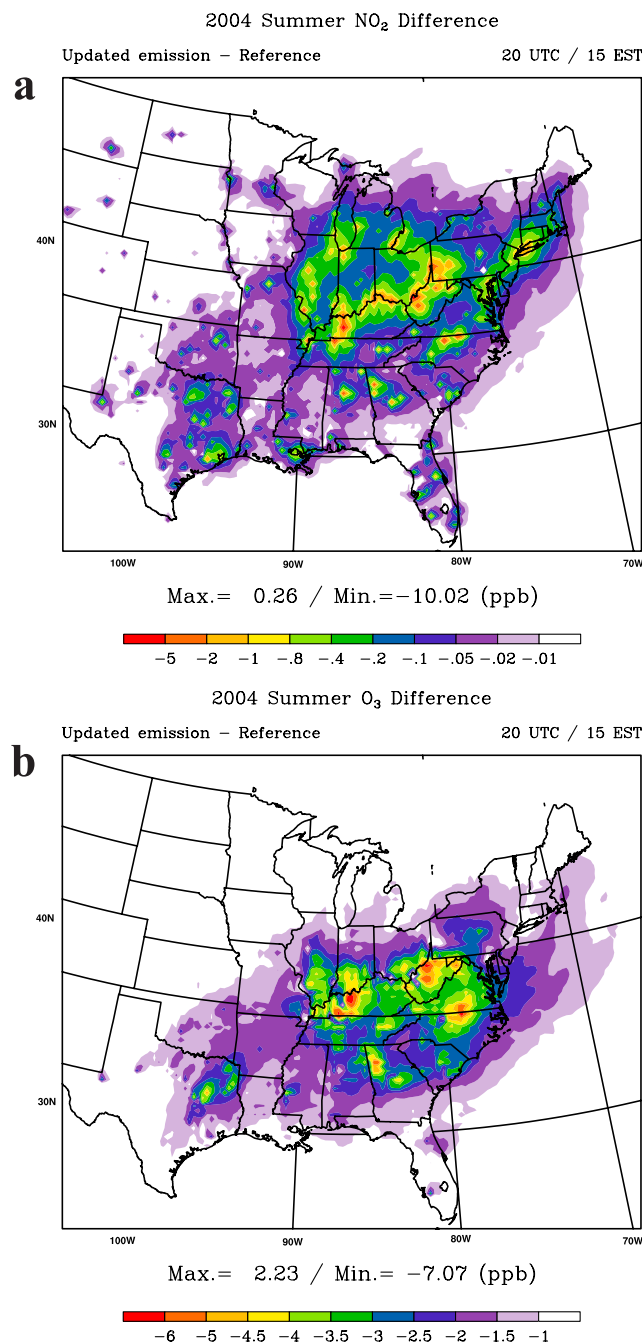 2004 Summer NO₂ Difference
Updated emission − Reference 20 UTC / 15 EST
a
40N
30N
100W 90W 80W 70W
Max.= 0.26 / Min.=−10.02 (ppb)
−5 −2 −1 −.8 −.4 −.2 −.1 −.05 −.02 −.01
2004 Summer O₃ Difference
Updated emission − Reference 20 UTC / 15 EST
b
40N
30N
100W 90W 80W 70W
Max.= 2.23 / Min.= −7.07 (ppb)
−6 −5 −4.5 −4 −3.5 −3 −2.5 −2 −1.5 −1